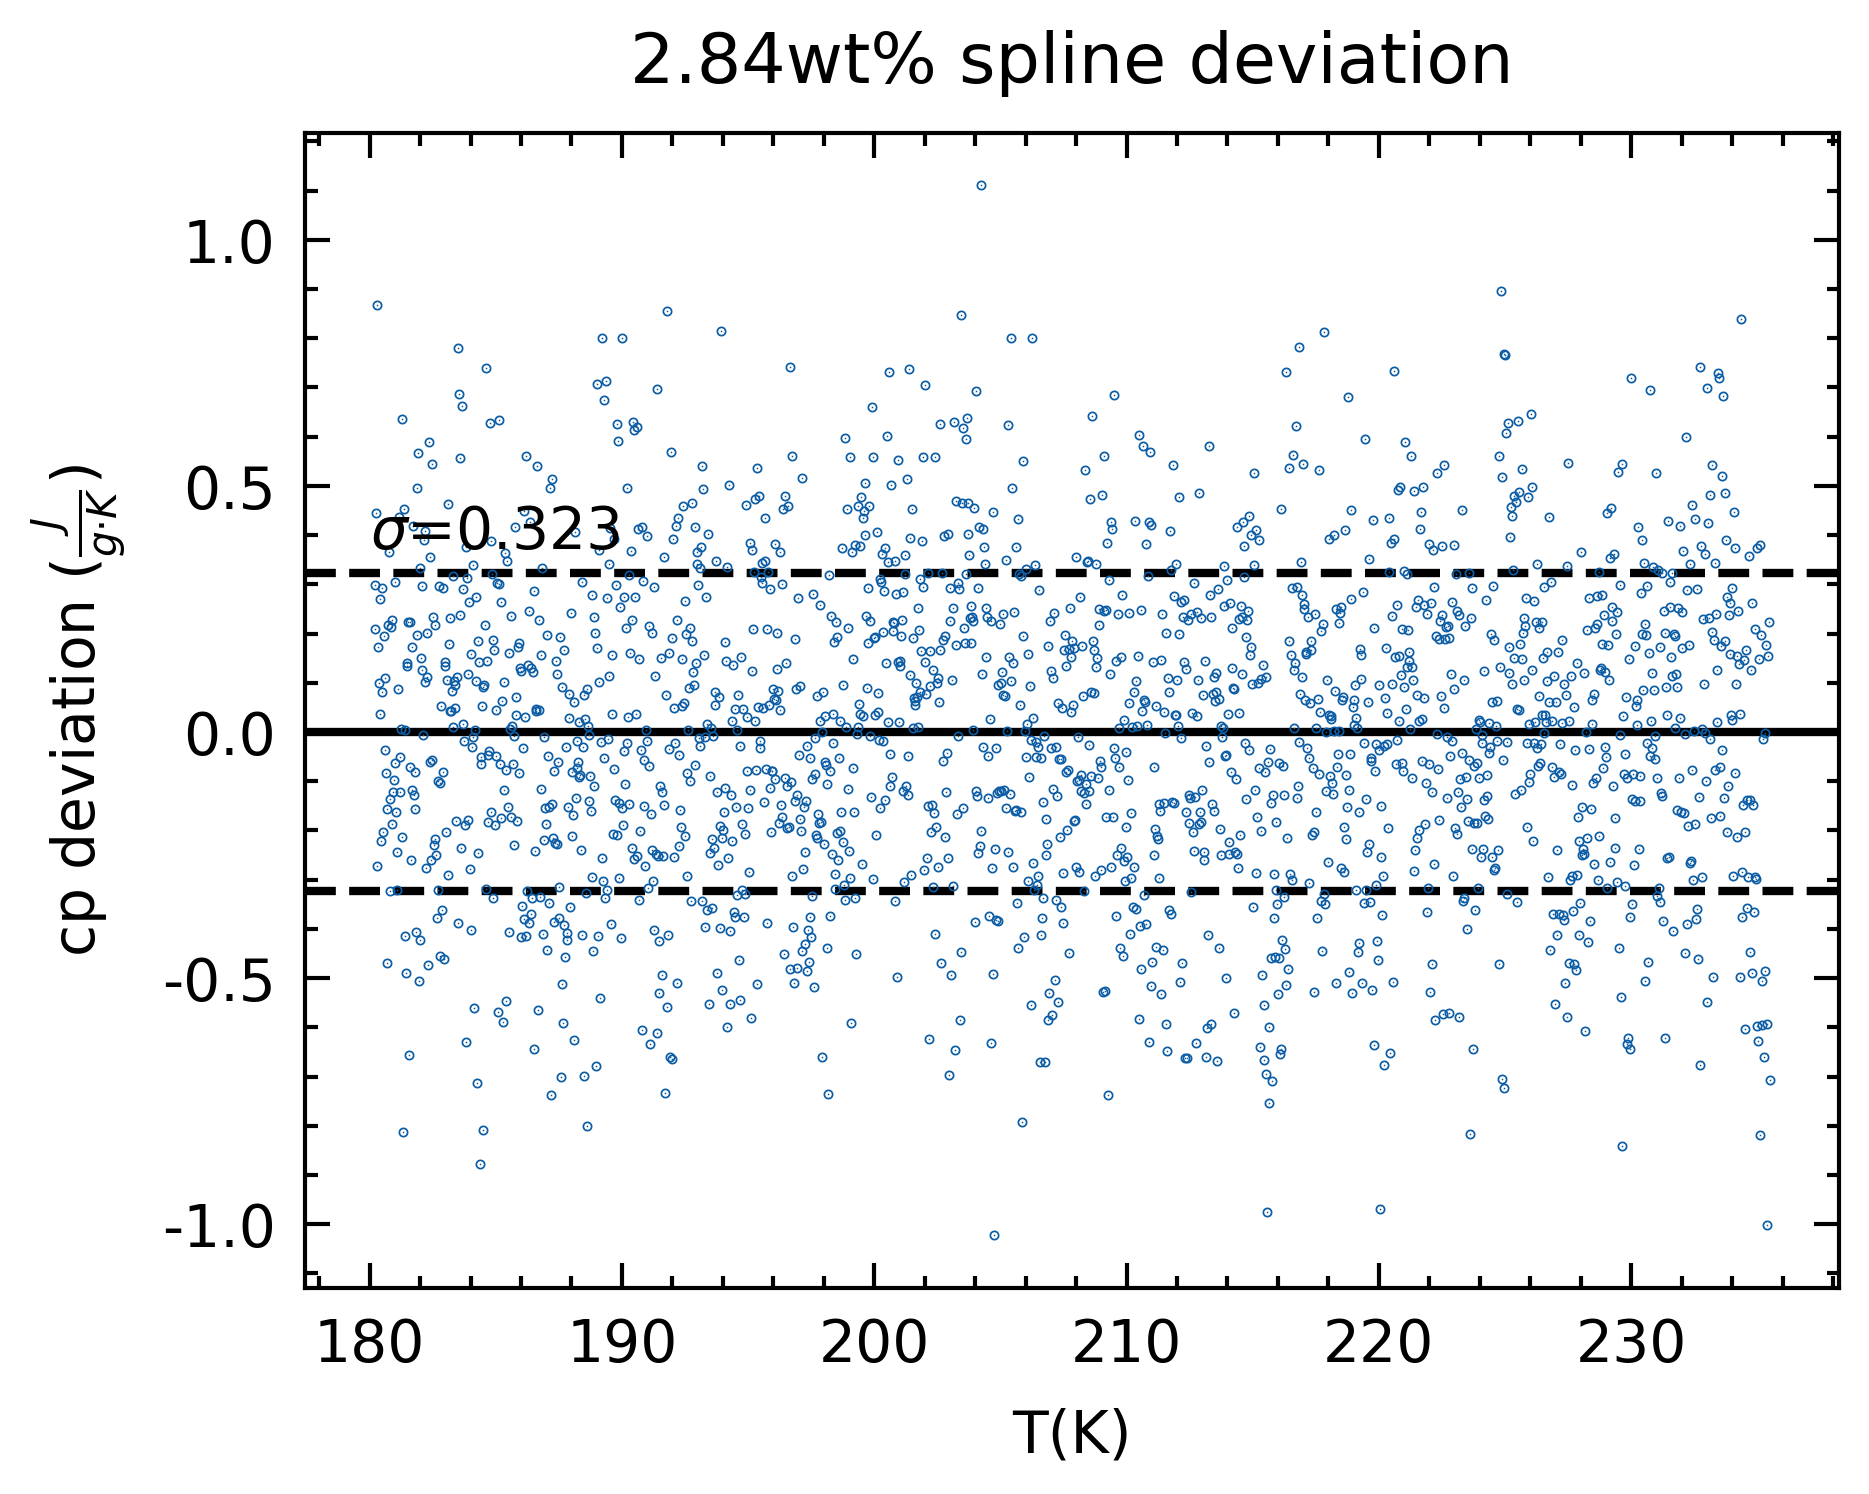 2.84wt% spline deviation
cp deviation (J/g·K)
1.0
0.5
0.0
-0.5
-1.0
σ=0.323
180 190 200 210 220 230
T(K)